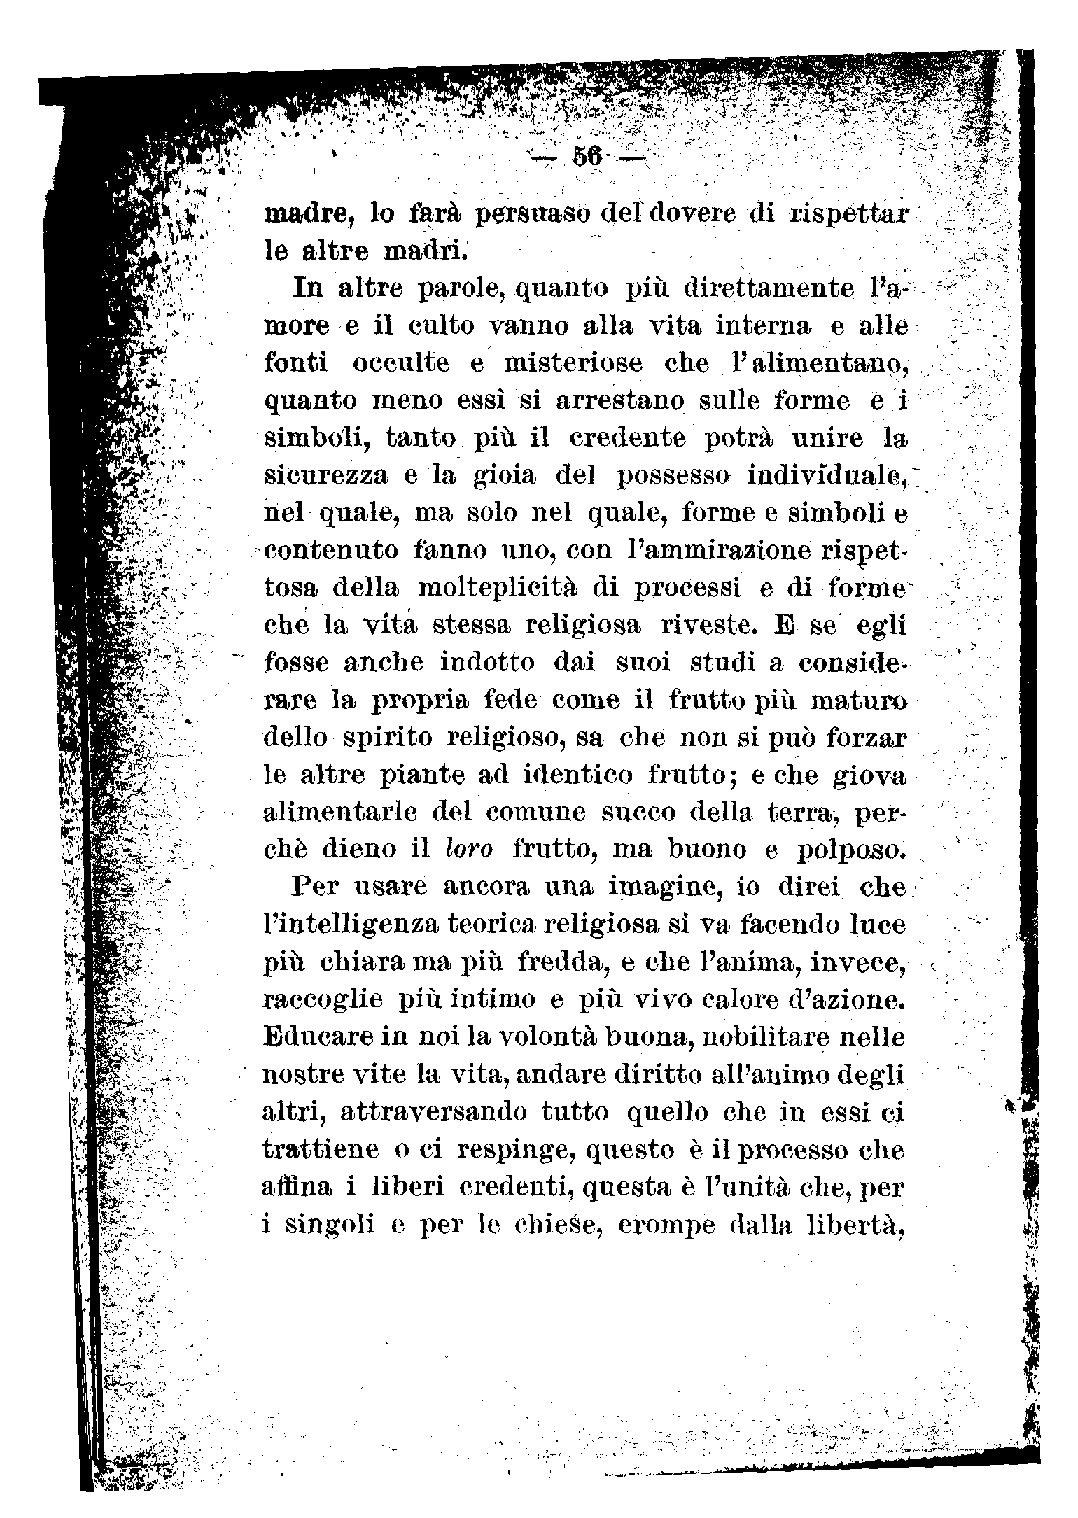 — 56 —
madre, lo farà persuaso del dovere di rispettar
le altre madri.
In altre parole, quanto più direttamente l'a-
more e il culto vanno alla vita interna e alle
fonti occulte e misteriose che l'alimentano,
quanto meno essi si arrestano sulle forme e i
simboli, tanto più il credente potrà unire la
sicurezza e la gioia del possesso individuale,
nel quale, ma solo nel quale, forme e simboli e
contenuto fanno uno, con l'ammirazione rispet-
tosa della molteplicità di processi e di forme
che la vita stessa religiosa riveste. E se egli
fosse anche indotto dai suoi studi a conside-
rare la propria fede come il frutto più maturo
dello spirito religioso, sa che non si può forzar
le altre piante ad identico frutto; e che giova
alimentarle del comune succo della terra, per-
chè dieno il loro frutto, ma buono e polposo.
Per usare ancora una imagine, io direi che
l'intelligenza teorica religiosa si va facendo luce
più chiara ma più fredda, e che l'anima, invece,
raccoglie più intimo e più vivo calore d'azione.
Educare in noi la volontà buona, nobilitare nelle
nostre vite la vita, andare diritto all'animo degli
altri, attraversando tutto quello che in essi ci
trattiene o ci respinge, questo è il processo che
affina i liberi credenti, questa è l'unità che, per
i singoli e per le chiese, erompe dalla libertà,